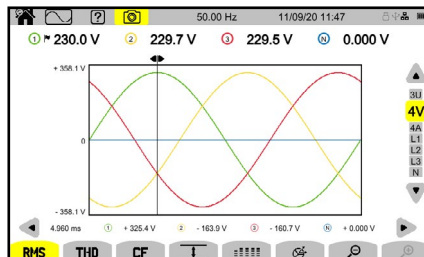 ? 50.00 Hz 11/09/20 11:47
1 230.0 V 2 229.7 V 3 229.5 V N 0.000 V
+ 358.1 V
0
- 358.1 V
3U
4V
4A
L1
L2
L3
N
4.960 ms 1 + 325.4 V 2 - 163.9 V 3 - 160.7 V N + 0.000 V
RMS THD CF